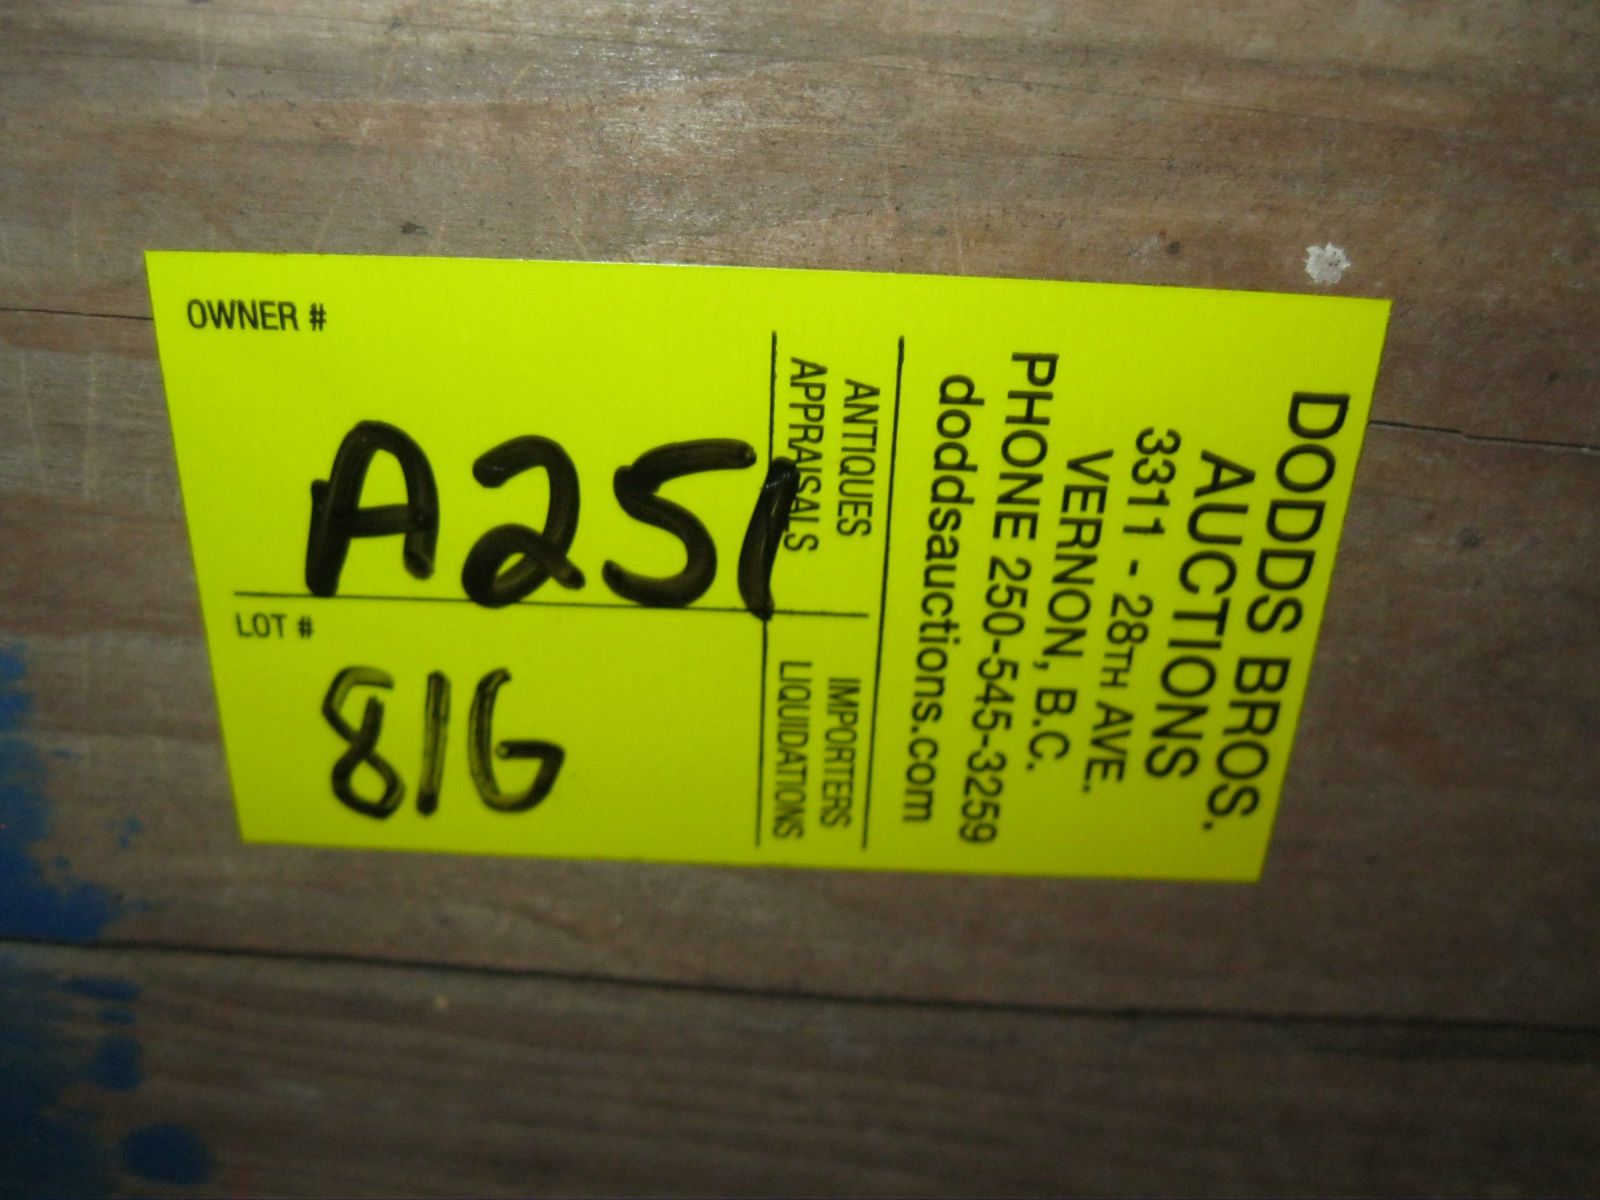 OWNER #
A251
LOT #
816
DODDS BROS.
AUCTIONS
3311 - 28TH AVE.
VERNON, B.C.
PHONE 250-545-3259
doddsauctions.com
ANTIQUES IMPORTERS
APPRAISALS LIQUIDATIONS